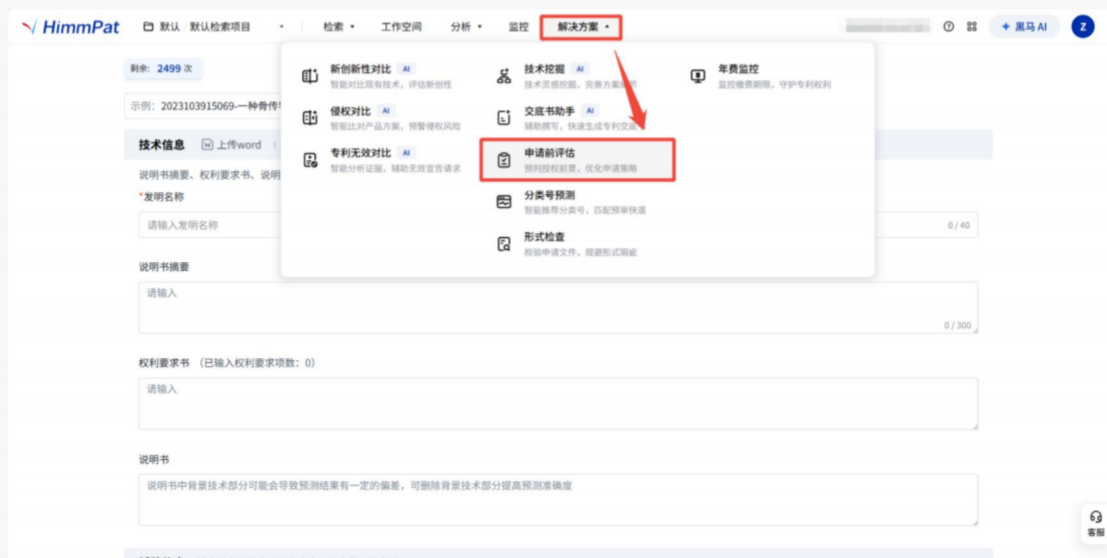 HimmPat 默认 默认检索项目 检索 工作空间 分析 监控 解决方案 黑马 AI Z
剩余: 2499 次
示例: 2023103915069-一种骨传
技术信息 上传word
说明书摘要、权利要求书、说明
*发明名称
请输入发明名称
0 / 40
新创新性对比 AI
智能对比现有技术，评估新创性
侵权对比 AI
智能比对产品方案，预警侵权风险
专利无效对比 AI
智能分析证据，辅助无效宣告请求
技术挖掘 AI
技术灵感挖掘，完善方案
交底书助手 AI
辅助撰写，快速生成专利交底
申请前评估
预判授权前景，优化申请策略
分类号预测
智能推荐分类号，匹配预审快速
形式检查
校验申请文件，规避形式瑕疵
年费监控
监控缴费期限，守护专利权利
说明书摘要
请输入
0 / 300
权利要求书 （已输入权利要求项数：0）
请输入
说明书
说明书中背景技术部分可能会导致预测结果有一定的偏差，可删除背景技术部分提高预测准确度
客服